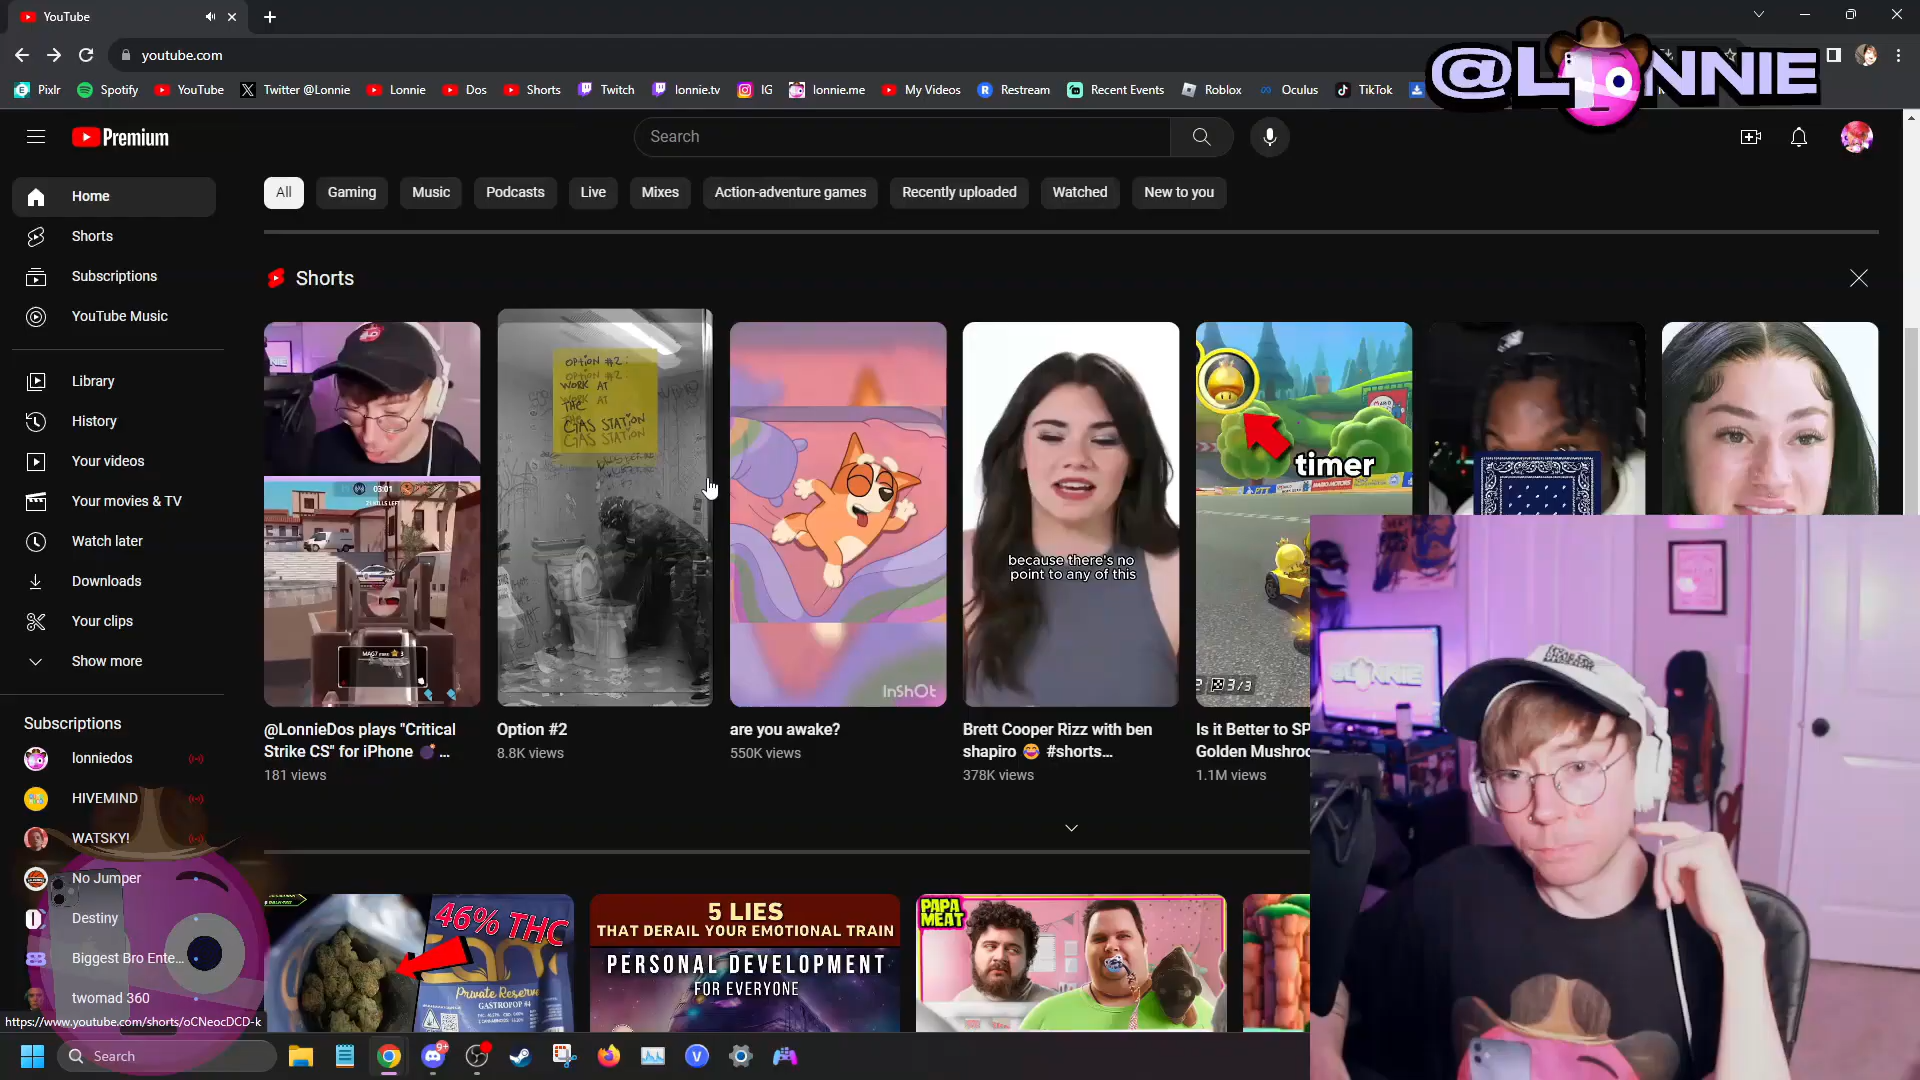 YouTube
youtube.com
@LONNIE
Pixlr
Spotify
YouTube
Twitter @Lonnie
Lonnie
Dos
Shorts
Twitch
lonnie.tv
IG
lonnie.me
My Videos
Restream
Recent Events
Roblox
Oculus
TikTok
Premium
Search
Home
Shorts
Subscriptions
YouTube Music
Library
History
Your videos
Your movies & TV
Watch later
Downloads
Your clips
Show more
Subscriptions
lonniedos
HIVEMIND
WATSKY!
No Jumper
Destiny
Biggest Bro Ente...
twomad 360
https://www.youtube.com/shorts/oCNeocDCD-k
All
Gaming
Music
Podcasts
Live
Mixes
Action-adventure games
Recently uploaded
Watched
New to you
Shorts
03:01
@LonnieDos plays "Critical
Strike CS" for iPhone 💣 ...
181 views
OPTION #2:
WORK AT
THE
GAS STATION
Option #2
8.8K views
InShOt
are you awake?
550K views
because there's no
point to any of this
Brett Cooper Rizz with ben
shapiro 😂 #shorts...
378K views
timer
3/3
Is it Better to SP
Golden Mushroo
1.1M views
46% THC
Private Reserve
GASTROPOP #4
5 LIES
THAT DERAIL YOUR EMOTIONAL TRAIN
PERSONAL DEVELOPMENT
FOR EVERYONE
PAPA
MEAT
LONNIE
Search
9+